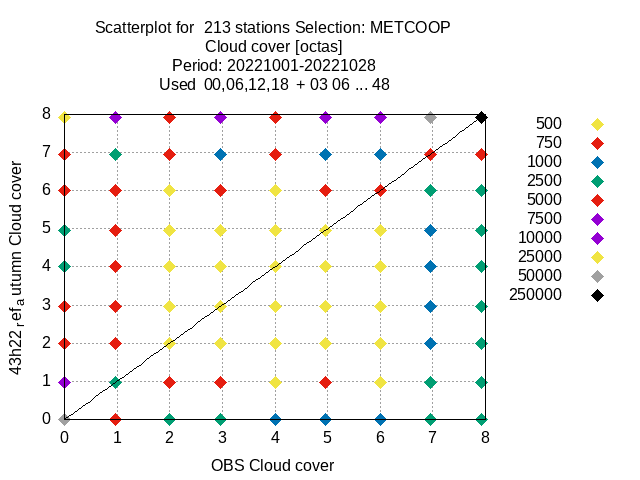 Scatterplot for  213 stations Selection: METCOOP
Cloud cover [octas]
Period: 20221001-20221028
Used  00,06,12,18  + 03 06 ... 48
43h22refautumn Cloud cover
8
7
6
5
4
3
2
1
0
0 1 2 3 4 5 6 7 8
OBS Cloud cover
500
750
1000
2500
5000
7500
10000
25000
50000
250000